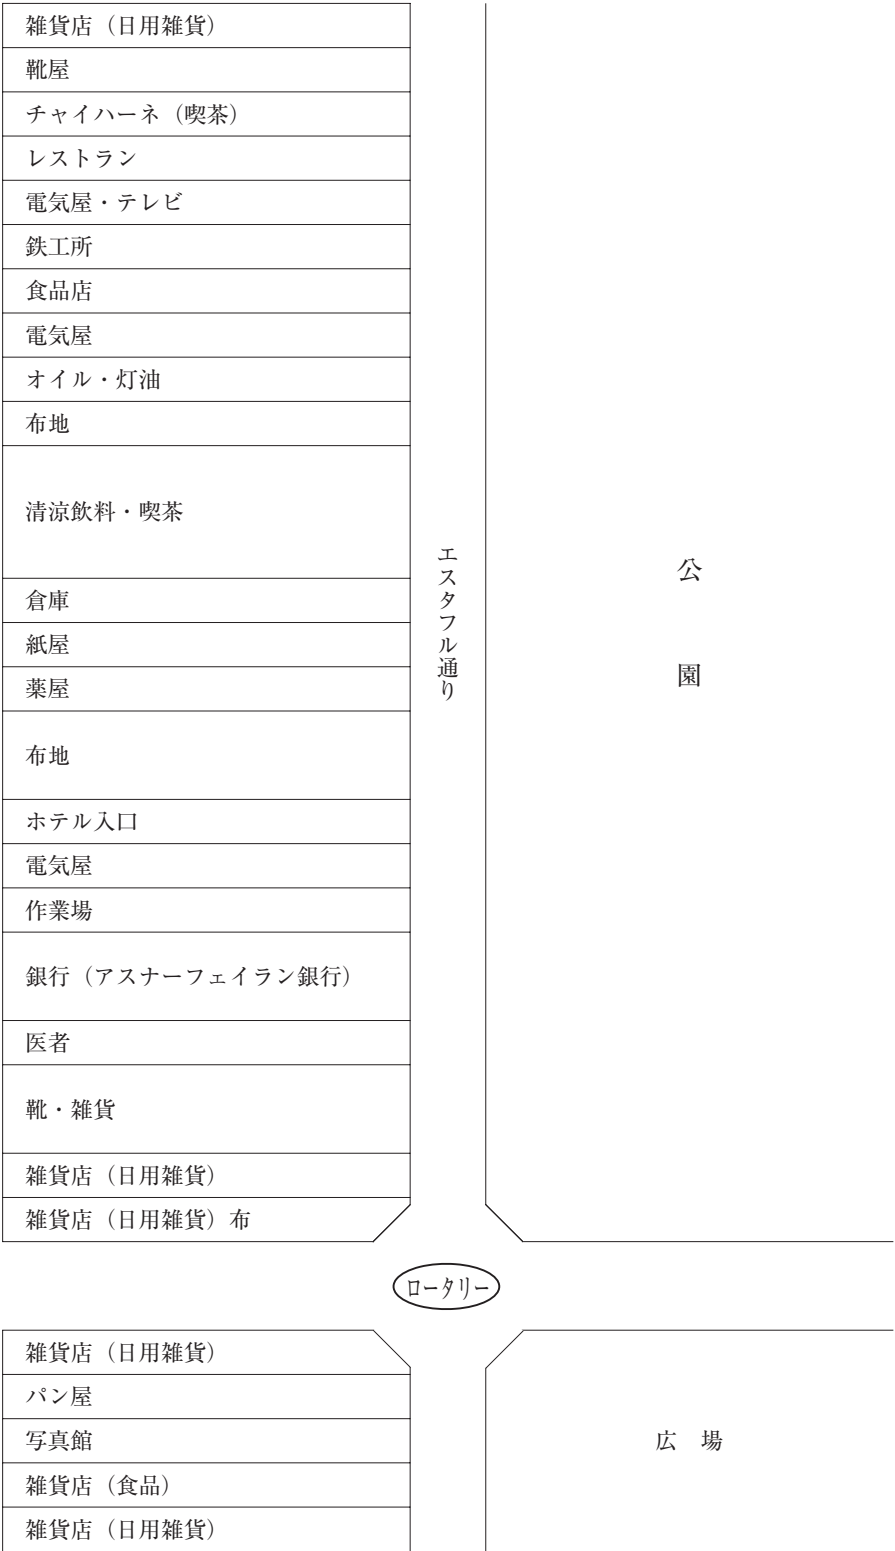 雑貨店（日用雑貨）
靴屋
チャイハーネ（喫茶）
レストラン
電気屋・テレビ
鉄工所
食品店
電気屋
オイル・灯油
布地
清涼飲料・喫茶
倉庫
紙屋
薬屋
布地
ホテル入口
電気屋
作業場
銀行（アスナーフェイラン銀行）
医者
靴・雑貨
雑貨店（日用雑貨）
雑貨店（日用雑貨）布
エスタフル通り
公園
ロータリー
雑貨店（日用雑貨）
パン屋
写真館
雑貨店（食品）
雑貨店（日用雑貨）
広　場